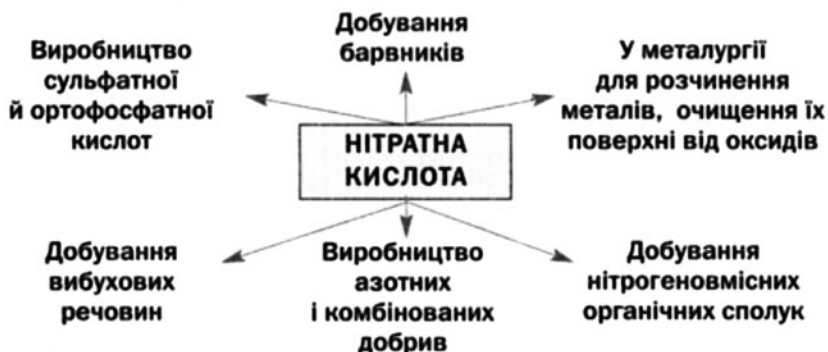 Виробництво
сульфатної
й ортофосфатної
кислот
Добування
барвників
У металургії
для розчинення
металів, очищення їх
поверхні від оксидів
НІТРАТНА
КИСЛОТА
Добування
вибухових
речовин
Виробництво
азотних
і комбінованих
добрив
Добування
нітрогеновмісних
органічних сполук